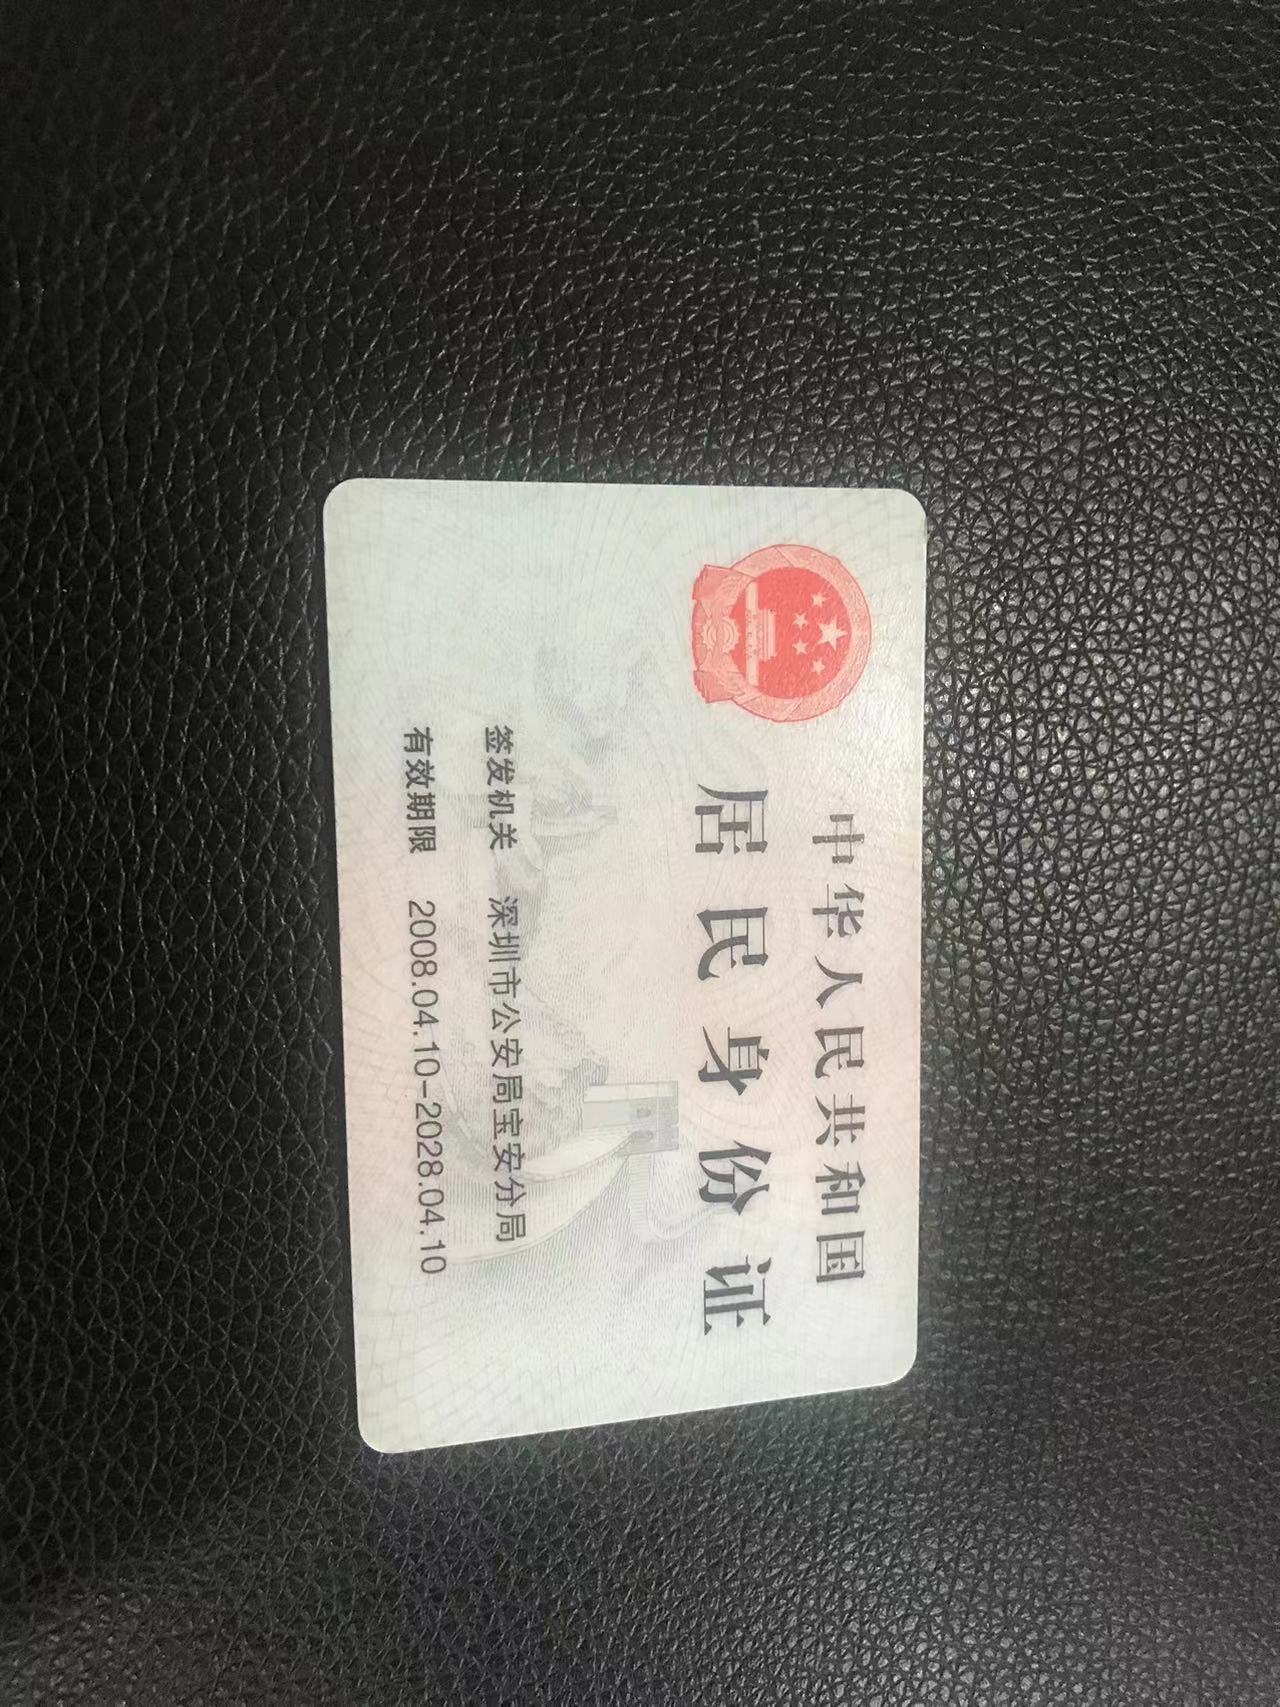 中华人民共和国
居民身份证
签发机关 深圳市公安局宝安分局
有效期限 2008.04.10-2028.04.10